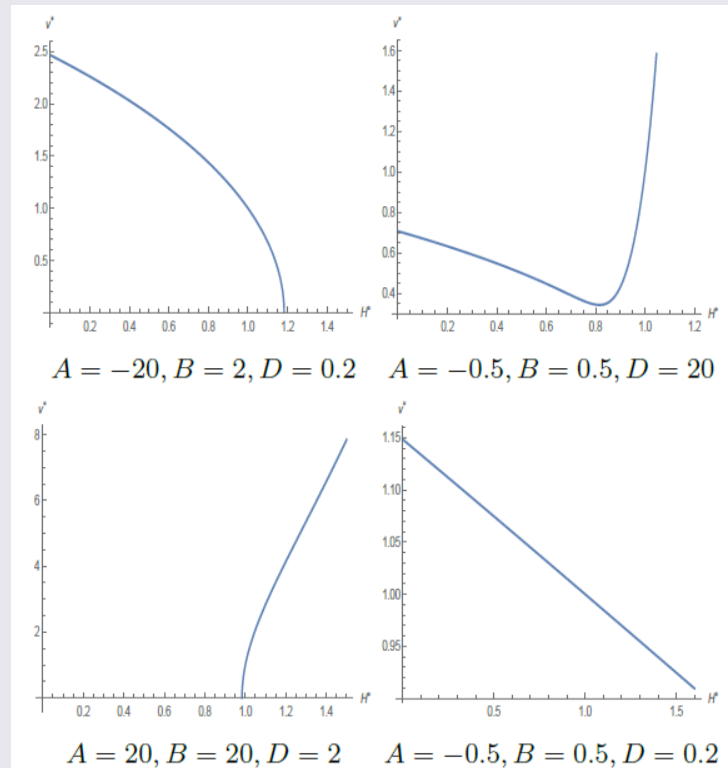 v*
2.5
2.0
1.5
1.0
0.5
0.2 0.4 0.6 0.8 1.0 1.2 1.4 H*
A = −20, B = 2, D = 0.2
v*
1.6
1.4
1.2
1.0
0.8
0.6
0.4
0.2 0.4 0.6 0.8 1.0 1.2 H*
A = −0.5, B = 0.5, D = 20
v*
8
6
4
2
0.2 0.4 0.6 0.8 1.0 1.2 1.4 H*
A = 20, B = 20, D = 2
v*
1.15
1.10
1.05
1.00
0.95
0.5 1.0 1.5 H*
A = −0.5, B = 0.5, D = 0.2